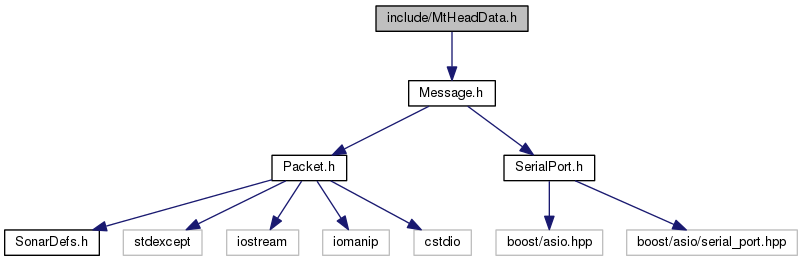 include/MtHeadData.h
Message.h
Packet.h
SerialPort.h
SonarDefs.h
stdexcept
iostream
iomanip
cstdio
boost/asio.hpp
boost/asio/serial_port.hpp